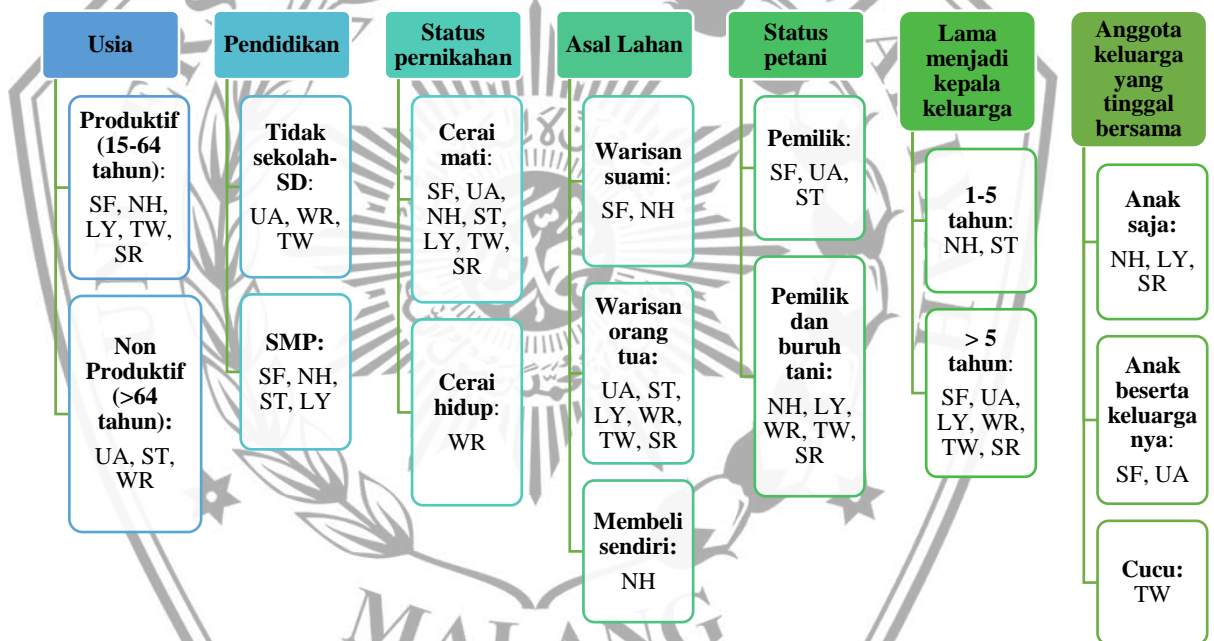 Usia
Produktif
(15-64
tahun):
SF, NH,
LY, TW,
SR
Non
Produktif
(>64
tahun):
UA, ST,
WR
Pendidikan
Tidak
sekolah-
SD:
UA, WR,
TW
SMP:
SF, NH,
ST, LY
Status
pernikahan
Cerai
mati:
SF, UA,
NH, ST,
LY, TW,
SR
Cerai
hidup:
WR
Asal Lahan
Warisan
suami:
SF, NH
Warisan
orang
tua:
UA, ST,
LY, WR,
TW, SR
Membeli
sendiri:
NH
Status
petani
Pemilik:
SF, UA,
ST
Pemilik
dan
buruh
tani:
NH, LY,
WR, TW,
SR
Lama
menjadi
kepala
keluarga
1-5
tahun:
NH, ST
> 5
tahun:
SF, UA,
LY, WR,
TW, SR
Anggota
keluarga
yang
tinggal
bersama
Anak
saja:
NH, LY,
SR
Anak
beserta
keluarga
nya:
SF, UA
Cucu:
TW
MALANG